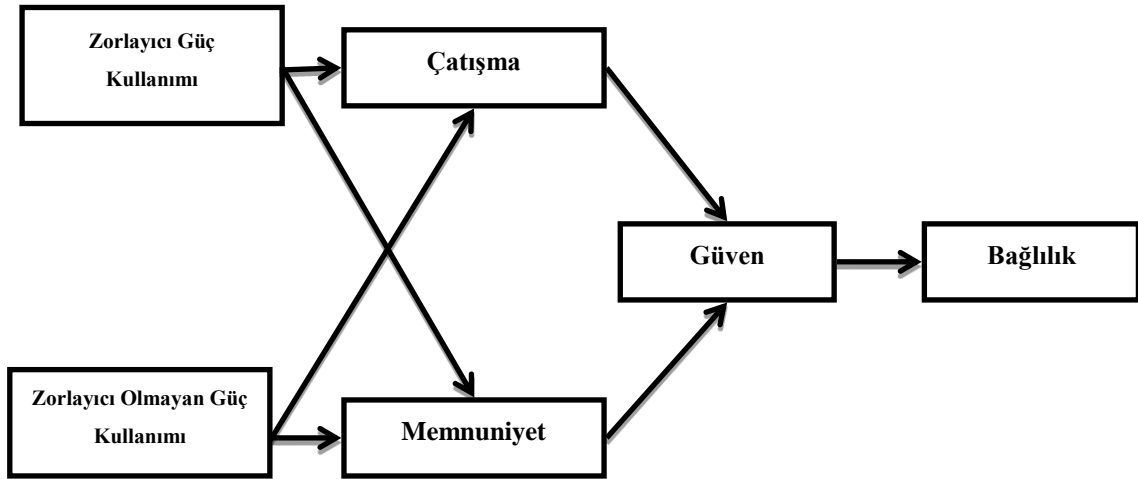 Zorlayıcı Güç
Kullanımı
Çatışma
Güven
Bağlılık
Zorlayıcı Olmayan Güç
Kullanımı
Memnuniyet